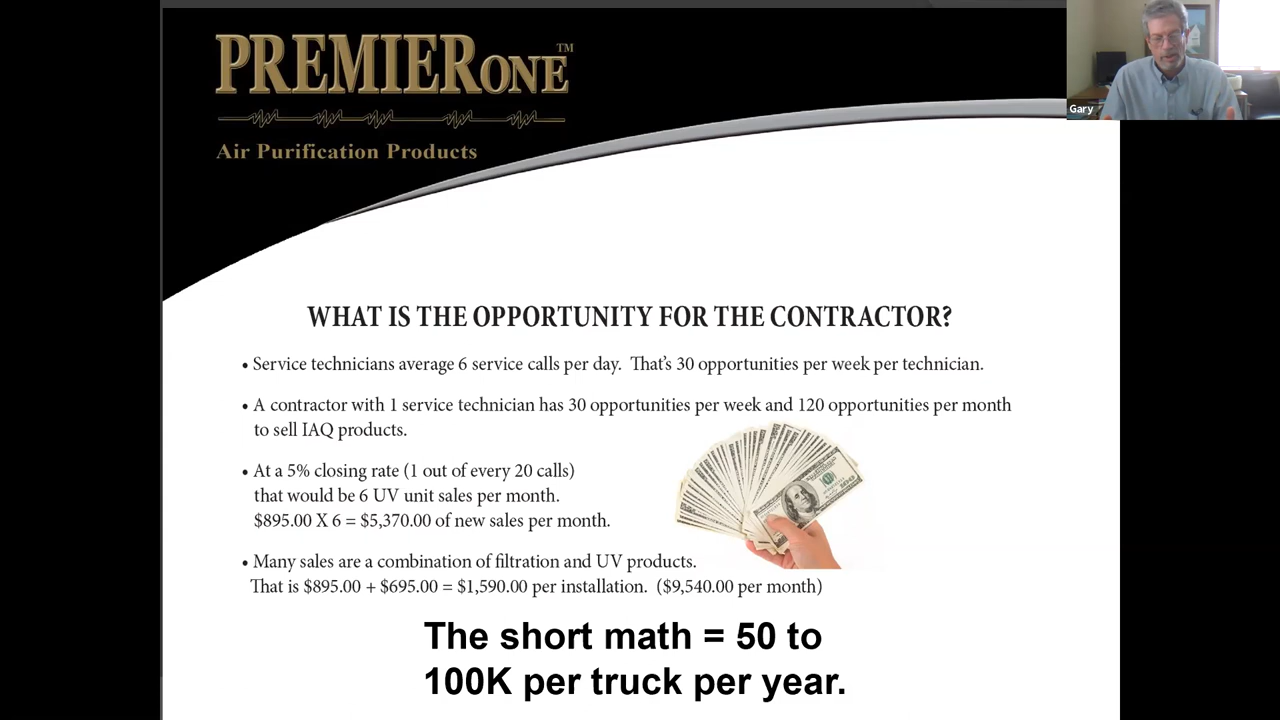 PREMIERONE™
Air Purification Products
Gary
WHAT IS THE OPPORTUNITY FOR THE CONTRACTOR?
• Service technicians average 6 service calls per day. That's 30 opportunities per week per technician.
• A contractor with 1 service technician has 30 opportunities per week and 120 opportunities per month
to sell IAQ products.
• At a 5% closing rate (1 out of every 20 calls)
that would be 6 UV unit sales per month.
$895.00 X 6 = $5,370.00 of new sales per month.
• Many sales are a combination of filtration and UV products.
That is $895.00 + $695.00 = $1,590.00 per installation. ($9,540.00 per month)
The short math = 50 to
100K per truck per year.